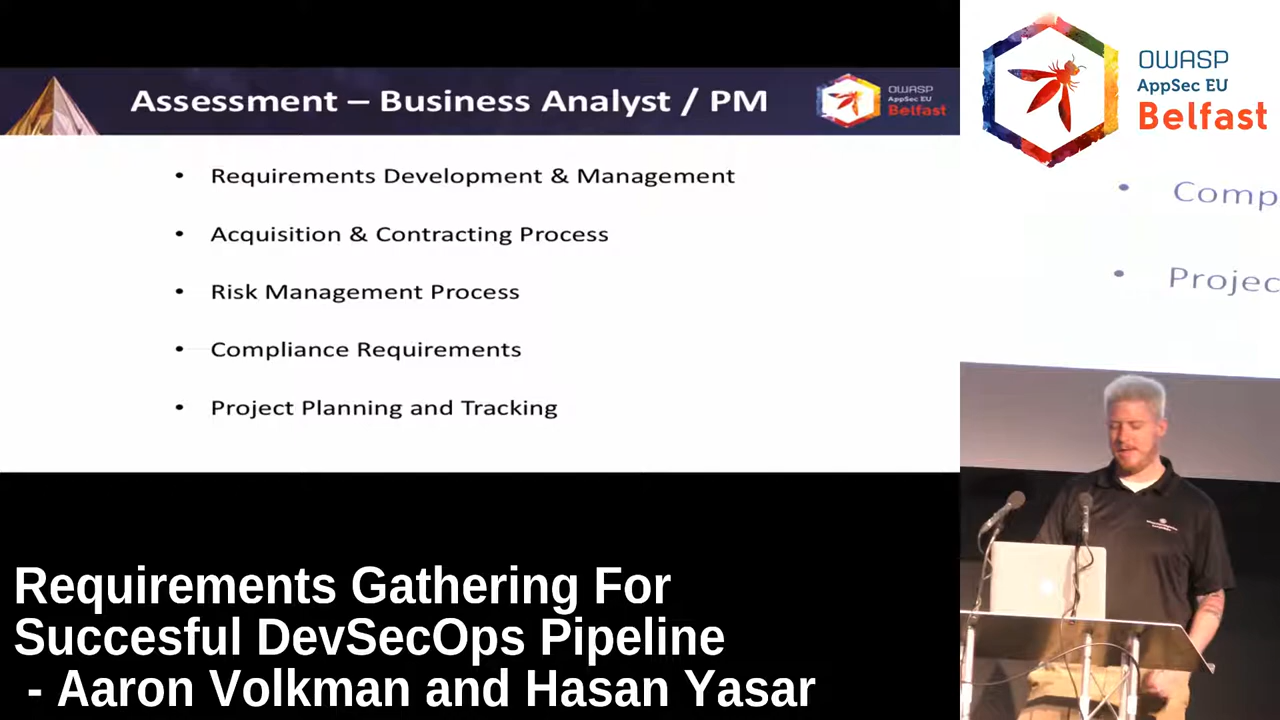 Assessment – Business Analyst / PM
OWASP
AppSec EU
Belfast
• Requirements Development & Management
• Acquisition & Contracting Process
• Risk Management Process
• Compliance Requirements
• Project Planning and Tracking
OWASP
AppSec EU
Belfast
• Comp
• Projec
Requirements Gathering For
Succesful DevSecOps Pipeline
- Aaron Volkman and Hasan Yasar